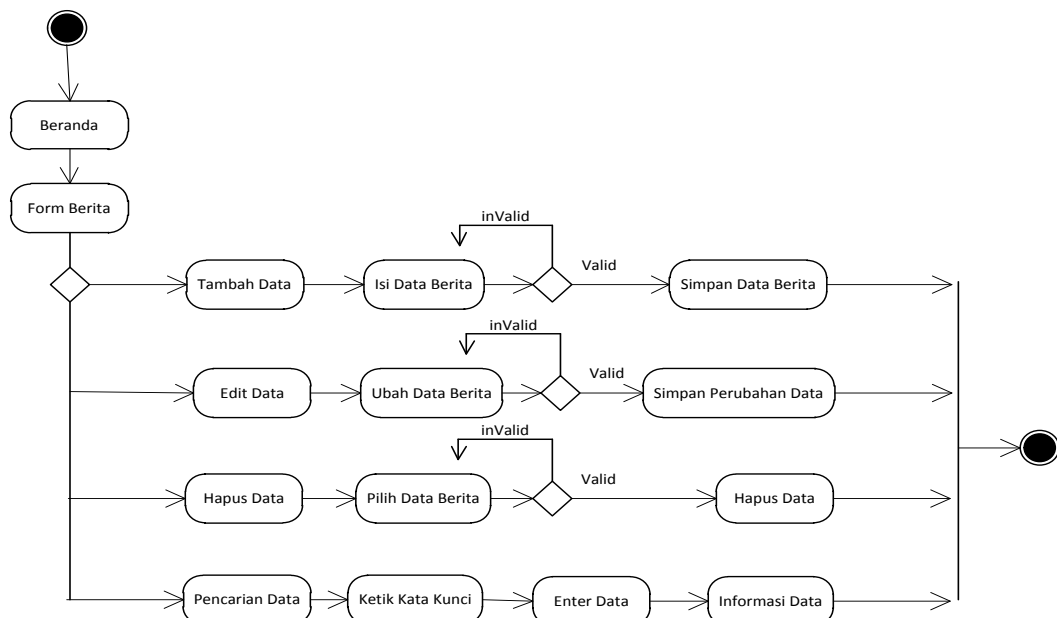 Beranda
Form Berita
inValid
Tambah Data
Isi Data Berita
Valid
Simpan Data Berita
inValid
Edit Data
Ubah Data Berita
Valid
Simpan Perubahan Data
inValid
Hapus Data
Pilih Data Berita
Valid
Hapus Data
Pencarian Data
Ketik Kata Kunci
Enter Data
Informasi Data